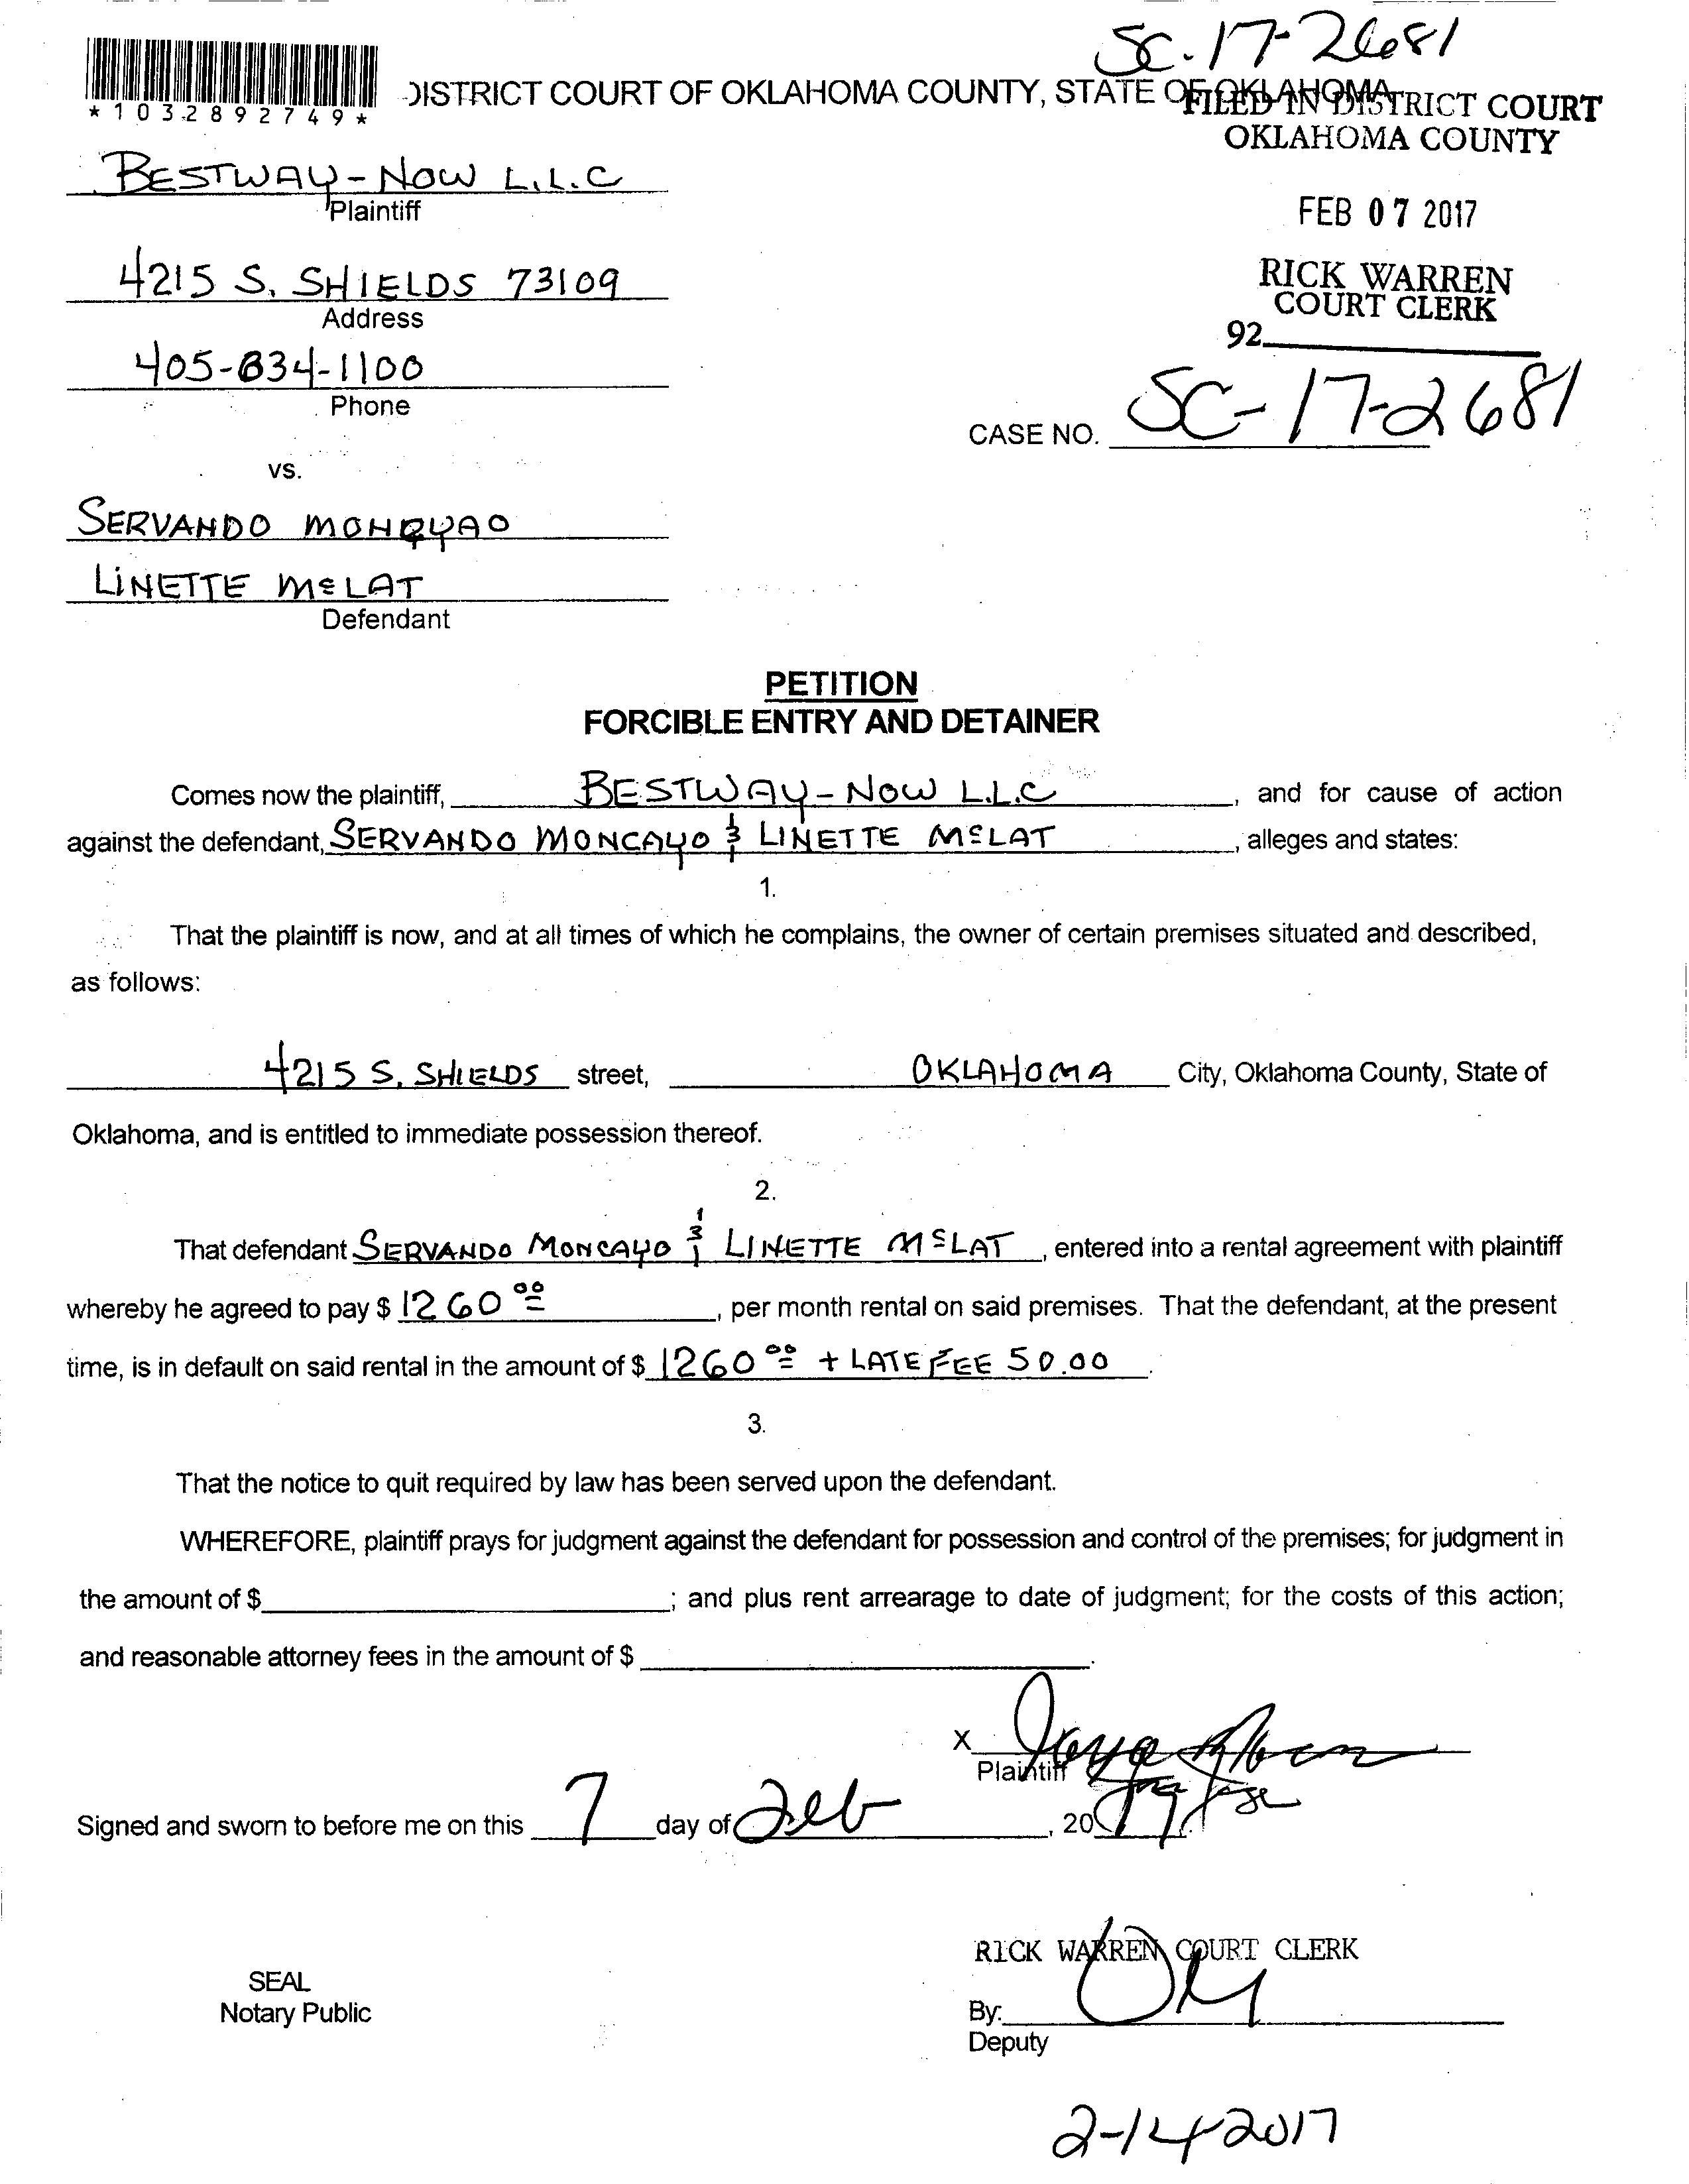 SC-17-2681
DISTRICT COURT OF OKLAHOMA COUNTY, STATE OF OKLAHOMA
FILED IN DISTRICT COURT
OKLAHOMA COUNTY
*1032892749*
BESTWAY-NOW L.L.C
Plaintiff
FEB 07 2017
4215 S. SHIELDS 73109
Address
RICK WARREN
COURT CLERK
92
405-834-1100
Phone
CASE NO. SC-17-2681
vs.
SERVANDO
LINETTE McLAT
Defendant
PETITION
FORCIBLE ENTRY AND DETAINER
Comes now the plaintiff, BESTWAY-NOW L.L.C, and for cause of action
against the defendant, SERVANDO MONCAYO & LINETTE McLAT, alleges and states:
1.
That the plaintiff is now, and at all times of which he complains, the owner of certain premises situated and described,
as follows:
4215 S. SHIELDS street, OKLAHOMA City, Oklahoma County, State of
Oklahoma, and is entitled to immediate possession thereof.
2.
That defendant SERVANDO MONCAYO & LINETTE McLAT, entered into a rental agreement with plaintiff
whereby he agreed to pay $ 1260 00, per month rental on said premises. That the defendant, at the present
time, is in default on said rental in the amount of $ 1260 00 + LATE FEE 50.00.
3.
That the notice to quit required by law has been served upon the defendant.
WHEREFORE, plaintiff prays for judgment against the defendant for possession and control of the premises; for judgment in
the amount of $; and plus rent arrearage to date of judgment; for the costs of this action;
and reasonable attorney fees in the amount of $.
X
Plaintiff
Signed and sworn to before me on this 7 day of Feb, 2017.
RICK WARREN COURT CLERK
SEAL
Notary Public
By:
Deputy
2-14-2017